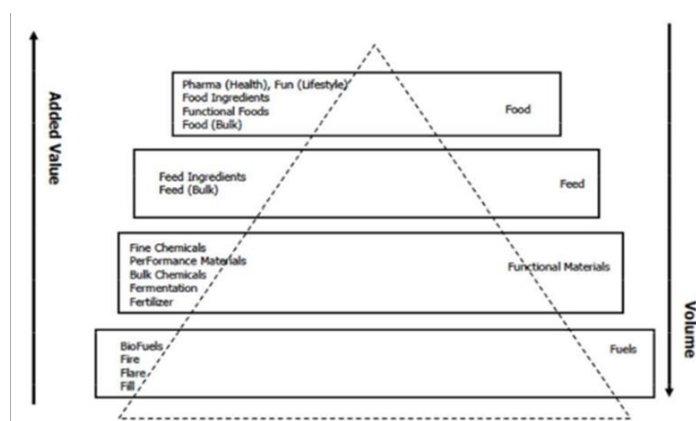 Added Value
Pharma (Health), Fun (Lifestyle)
Food Ingredients
Functional Foods
Food (Bulk)
Food
Feed Ingredients
Feed (Bulk)
Feed
Fine Chemicals
PerFormance Materials
Bulk Chemicals
Fermentation
Fertilizer
Functional Materials
BioFuels
Fire
Flare
Fill
Fuels
Volume